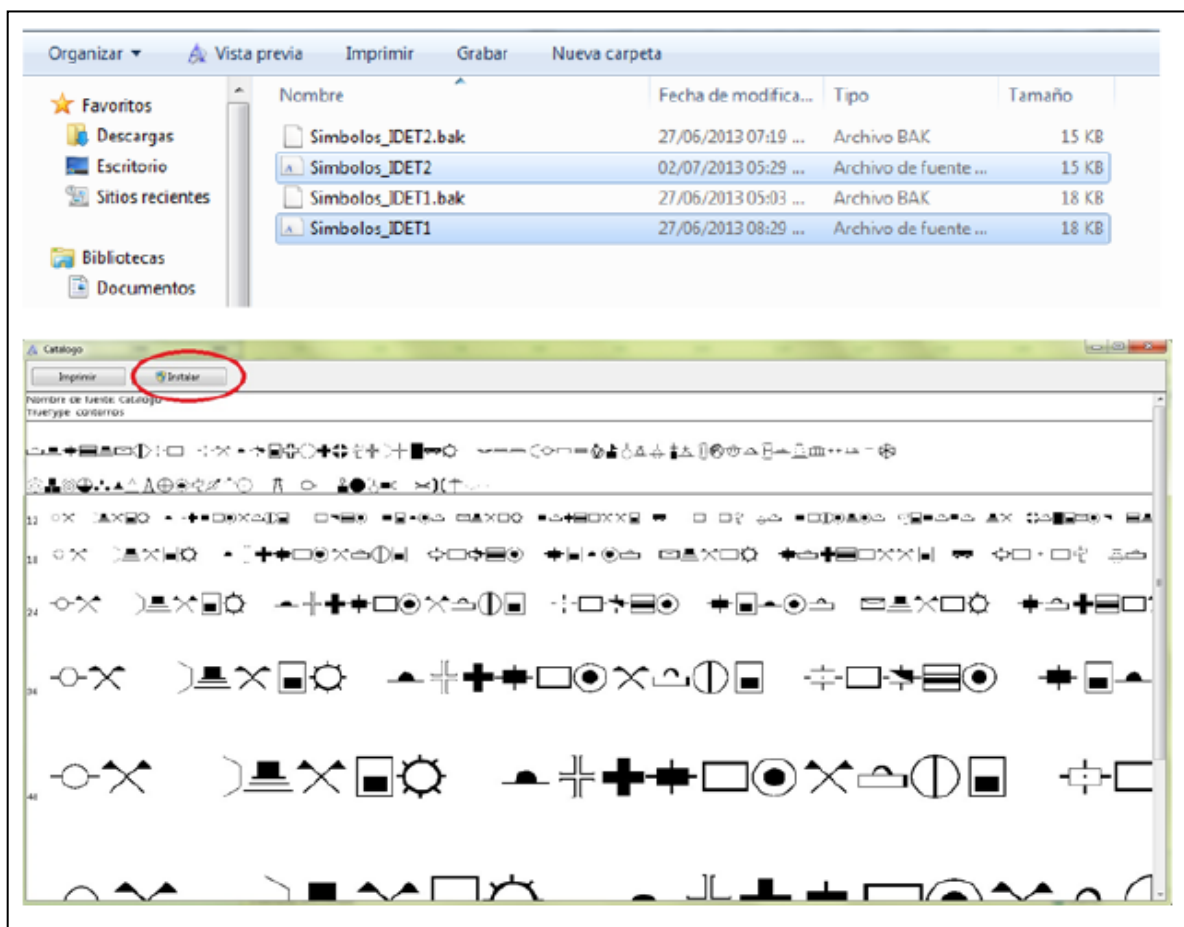 Organizar Vista previa Imprimir Grabar Nueva carpeta
Favoritos
Descargas
Escritorio
Sitios recientes
Bibliotecas
Documentos
Nombre Fecha de modifica... Tipo Tamaño
Simbolos_IDET2.bak 27/06/2013 07:19 ... Archivo BAK 15 KB
Simbolos_IDET2 02/07/2013 05:29 ... Archivo de fuente ... 15 KB
Simbolos_IDET1.bak 27/06/2013 05:03 ... Archivo BAK 18 KB
Simbolos_IDET1 27/06/2013 08:29 ... Archivo de fuente ... 18 KB
Catalogo
Imprimir Instalar
Nombre de fuente: Catalogo
TrueType contornos
12
18
24
36
48